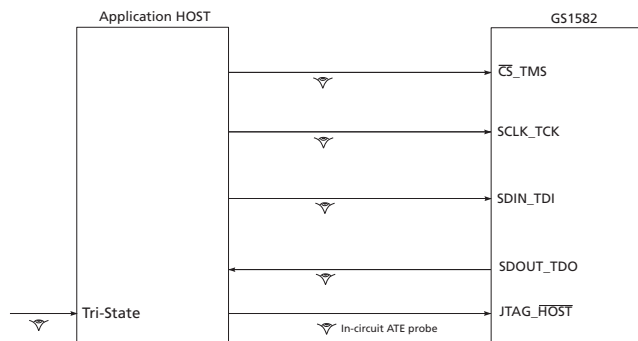 Application HOST
GS1582
CS_TMS
SCLK_TCK
SDIN_TDI
SDOUT_TDO
Tri-State
JTAG_HOST
In-circuit ATE probe